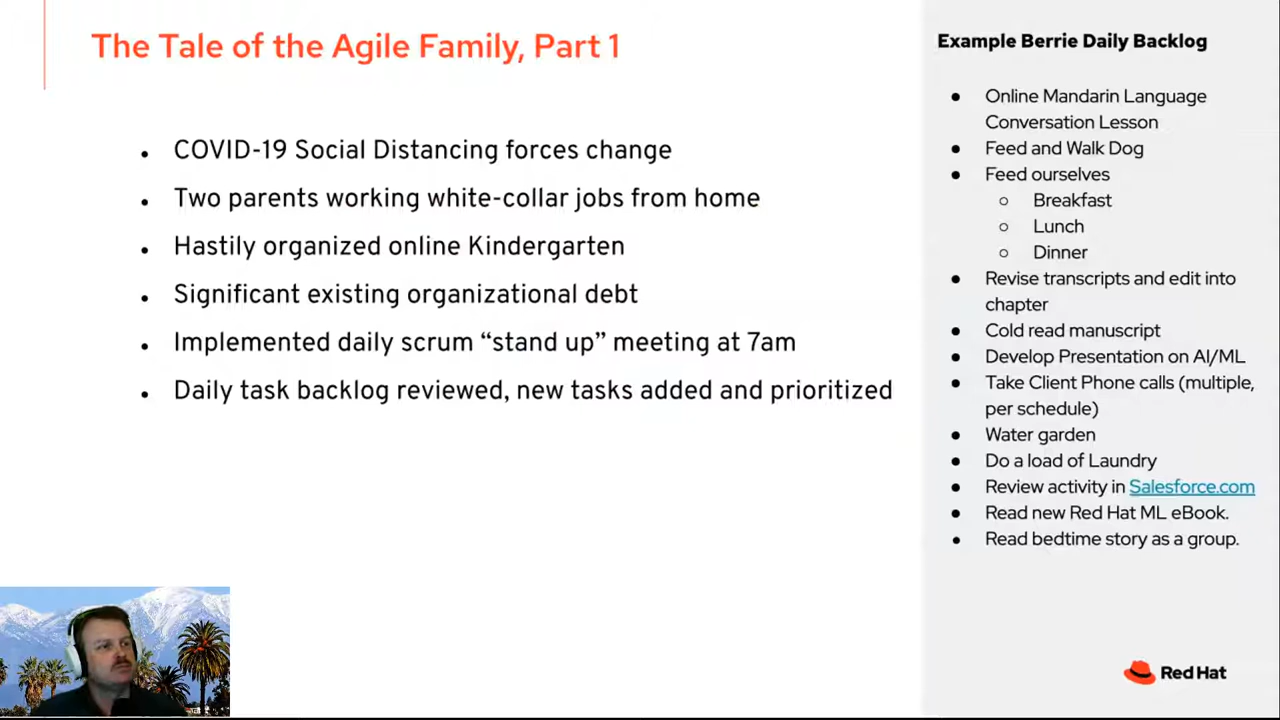 The Tale of the Agile Family, Part 1
COVID-19 Social Distancing forces change
Two parents working white-collar jobs from home
Hastily organized online Kindergarten
Significant existing organizational debt
Implemented daily scrum “stand up” meeting at 7am
Daily task backlog reviewed, new tasks added and prioritized
Example Berrie Daily Backlog
Online Mandarin Language
Conversation Lesson
Feed and Walk Dog
Feed ourselves
Breakfast
Lunch
Dinner
Revise transcripts and edit into
chapter
Cold read manuscript
Develop Presentation on AI/ML
Take Client Phone calls (multiple,
per schedule)
Water garden
Do a load of Laundry
Review activity in Salesforce.com
Read new Red Hat ML eBook.
Read bedtime story as a group.
Red Hat